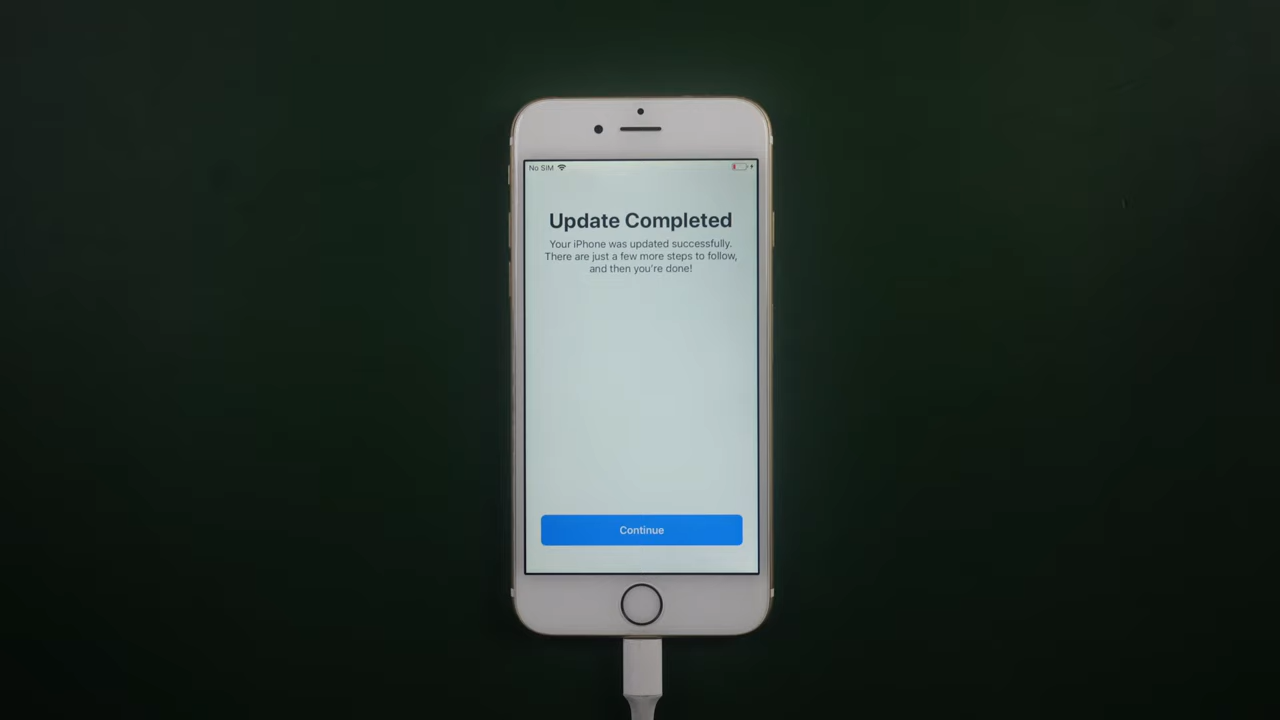 No SIM
Update Completed
Your iPhone was updated successfully.
There are just a few more steps to follow,
and then you're done!
Continue